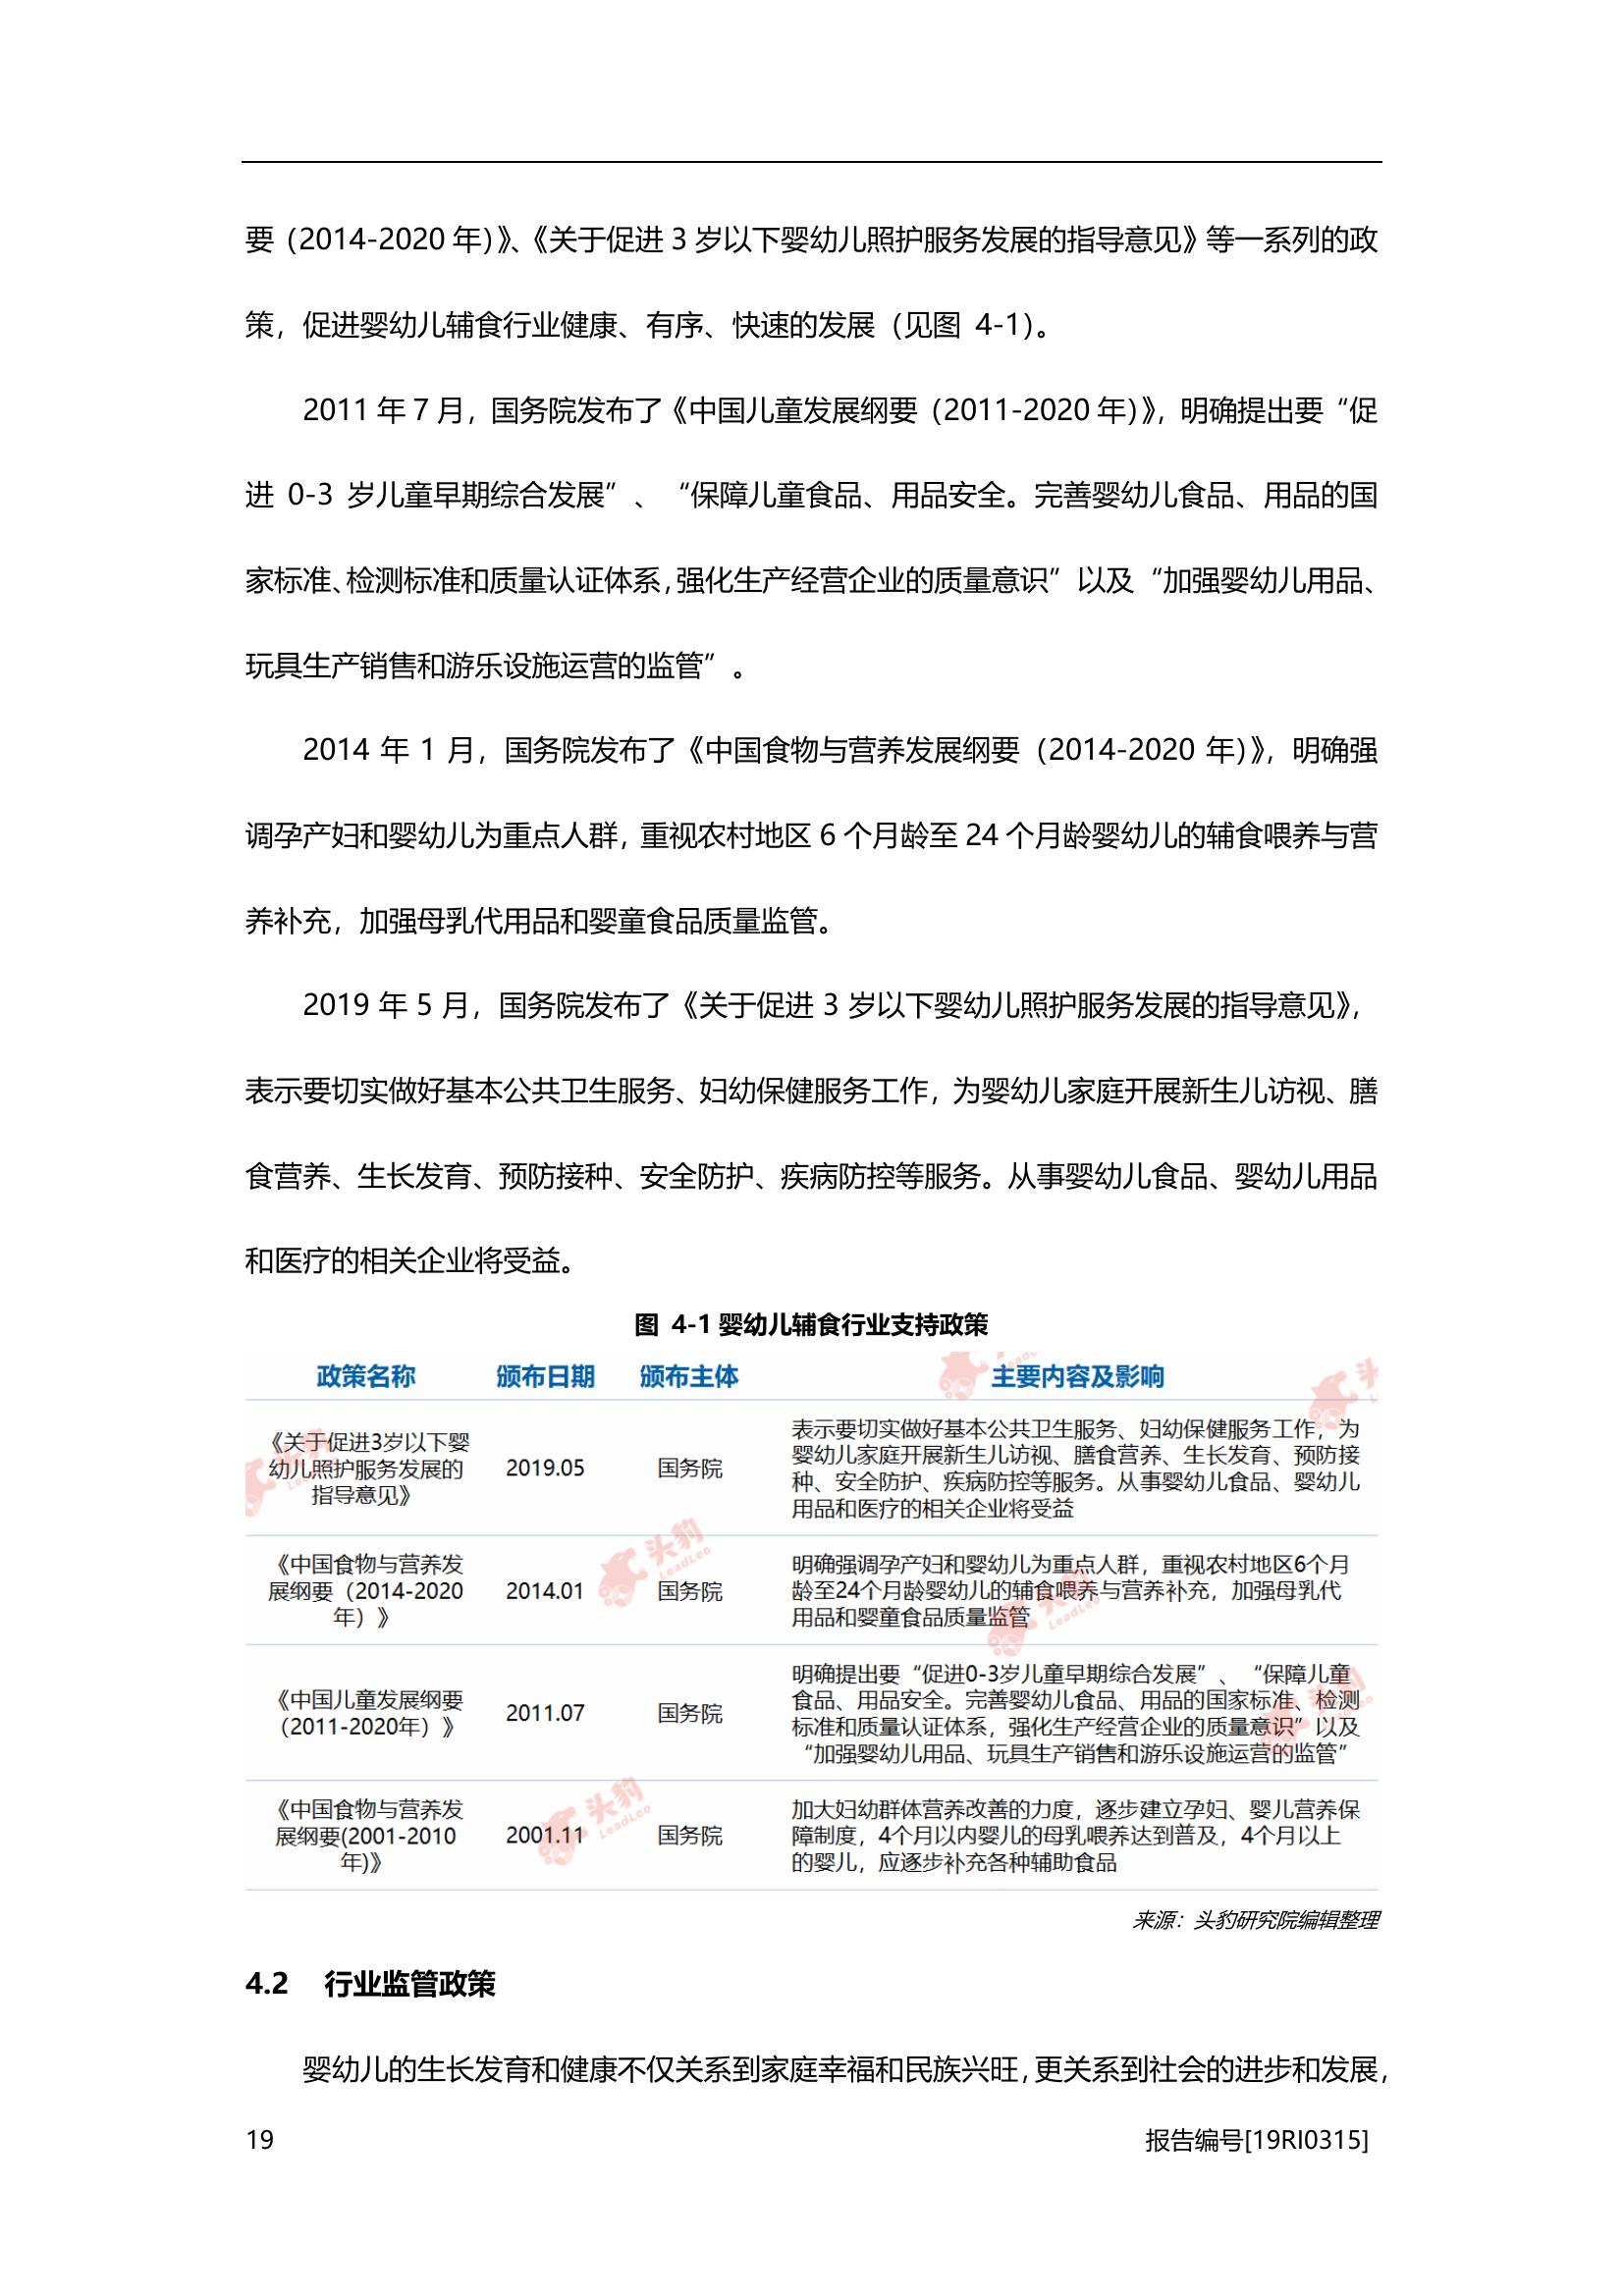 要（2014-2020 年）》、《关于促进 3 岁以下婴幼儿照护服务发展的指导意见》等一系列的政
策，促进婴幼儿辅食行业健康、有序、快速的发展（见图 4-1）。
2011 年 7 月，国务院发布了《中国儿童发展纲要（2011-2020 年）》，明确提出要“促
进 0-3 岁儿童早期综合发展”、“保障儿童食品、用品安全。完善婴幼儿食品、用品的国
家标准、检测标准和质量认证体系，强化生产经营企业的质量意识”以及“加强婴幼儿用品、
玩具生产销售和游乐设施运营的监管”。
2014 年 1 月，国务院发布了《中国食物与营养发展纲要（2014-2020 年）》，明确强
调孕产妇和婴幼儿为重点人群，重视农村地区 6 个月龄至 24 个月龄婴幼儿的辅食喂养与营
养补充，加强母乳代用品和婴童食品质量监管。
2019 年 5 月，国务院发布了《关于促进 3 岁以下婴幼儿照护服务发展的指导意见》，
表示要切实做好基本公共卫生服务、妇幼保健服务工作，为婴幼儿家庭开展新生儿访视、膳
食营养、生长发育、预防接种、安全防护、疾病防控等服务。从事婴幼儿食品、婴幼儿用品
和医疗的相关企业将受益。
图 4-1 婴幼儿辅食行业支持政策
政策名称 颁布日期 颁布主体 主要内容及影响
《关于促进3岁以下婴
幼儿照护服务发展的
指导意见》
2019.05
国务院
表示要切实做好基本公共卫生服务、妇幼保健服务工作，为
婴幼儿家庭开展新生儿访视、膳食营养、生长发育、预防接
种、安全防护、疾病防控等服务。从事婴幼儿食品、婴幼儿
用品和医疗的相关企业将受益
《中国食物与营养发
展纲要（2014-2020
年）》
2014.01
国务院
明确强调孕产妇和婴幼儿为重点人群，重视农村地区6个月
龄至24个月龄婴幼儿的辅食喂养与营养补充，加强母乳代
用品和婴童食品质量监管
《中国儿童发展纲要
（2011-2020年）》
2011.07
国务院
明确提出要“促进0-3岁儿童早期综合发展”、“保障儿童
食品、用品安全。完善婴幼儿食品、用品的国家标准、检测
标准和质量认证体系，强化生产经营企业的质量意识”以及
“加强婴幼儿用品、玩具生产销售和游乐设施运营的监管”
《中国食物与营养发
展纲要(2001-2010
年)》
2001.11
国务院
加大妇幼群体营养改善的力度，逐步建立孕妇、婴儿营养保
障制度，4个月以内婴儿的母乳喂养达到普及，4个月以上
的婴儿，应逐步补充各种辅助食品
头豹
LeadLeo
头豹
LeadLeo
来源：头豹研究院编辑整理
4.2 行业监管政策
婴幼儿的生长发育和健康不仅关系到家庭幸福和民族兴旺，更关系到社会的进步和发展，
19
报告编号[19RI0315]